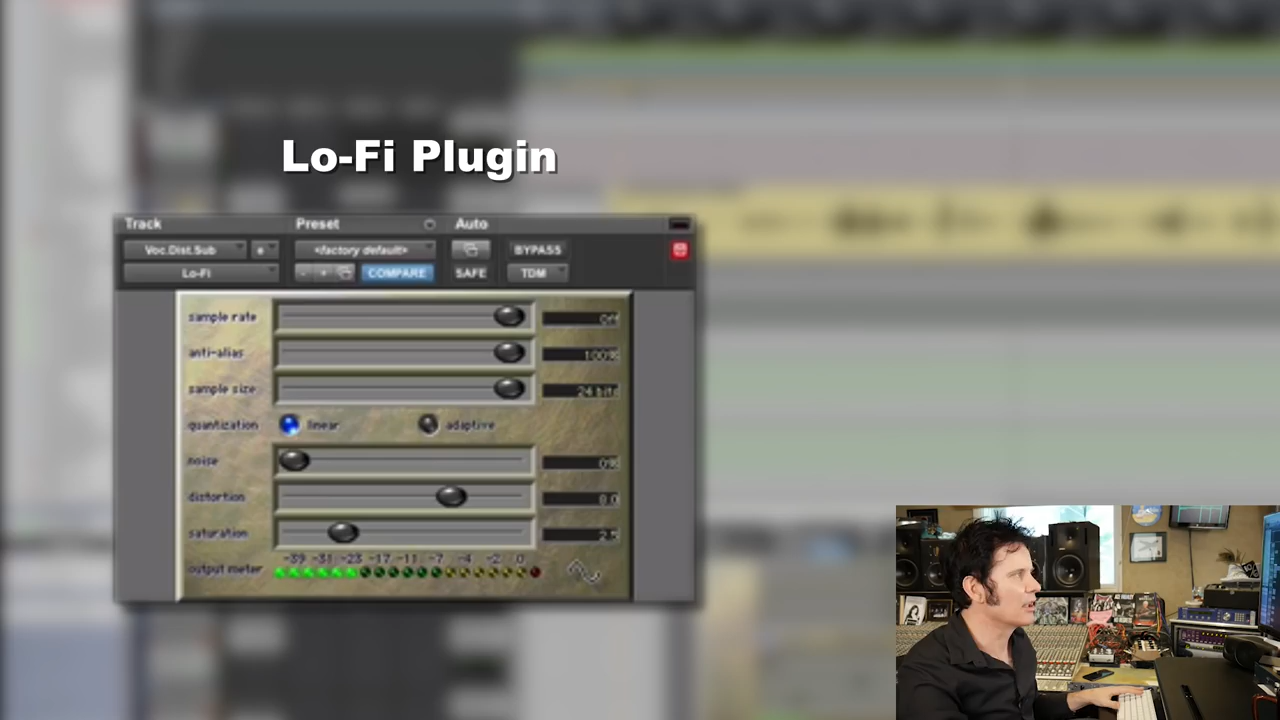 Lo-Fi Plugin
Track Preset Auto
Voc.Dist.Sub <factory default> BYPASS
Lo-Fi - + COMPARE SAFE TDM
sample rate Off
anti-alias 100%
sample size 24 bits
quantization linear adaptive
noise 0%
distortion
saturation 2.5
-39 -31 -23 -17 -11 -7 -4 -2 0
output meter